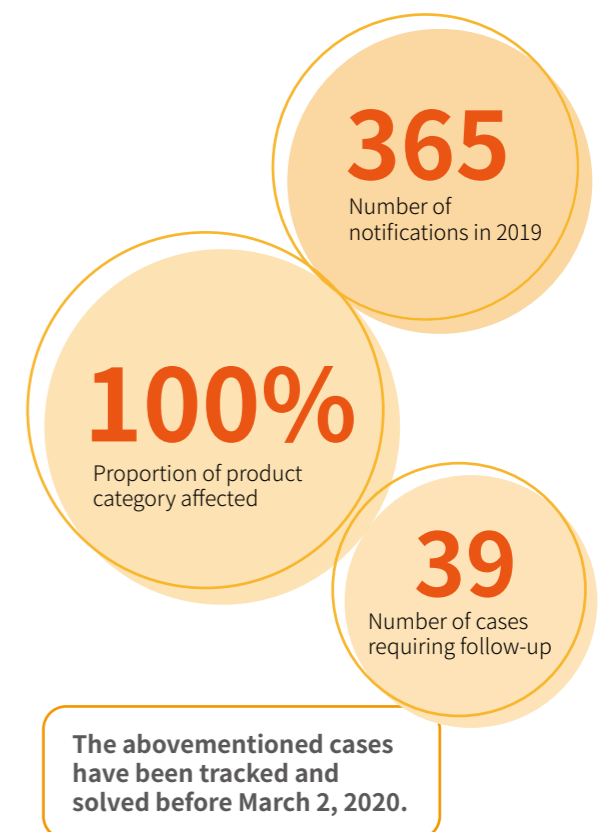 365
Number of
notifications in 2019
100%
Proportion of product
category affected
39
Number of cases
requiring follow-up
The abovementioned cases
have been tracked and
solved before March 2, 2020.